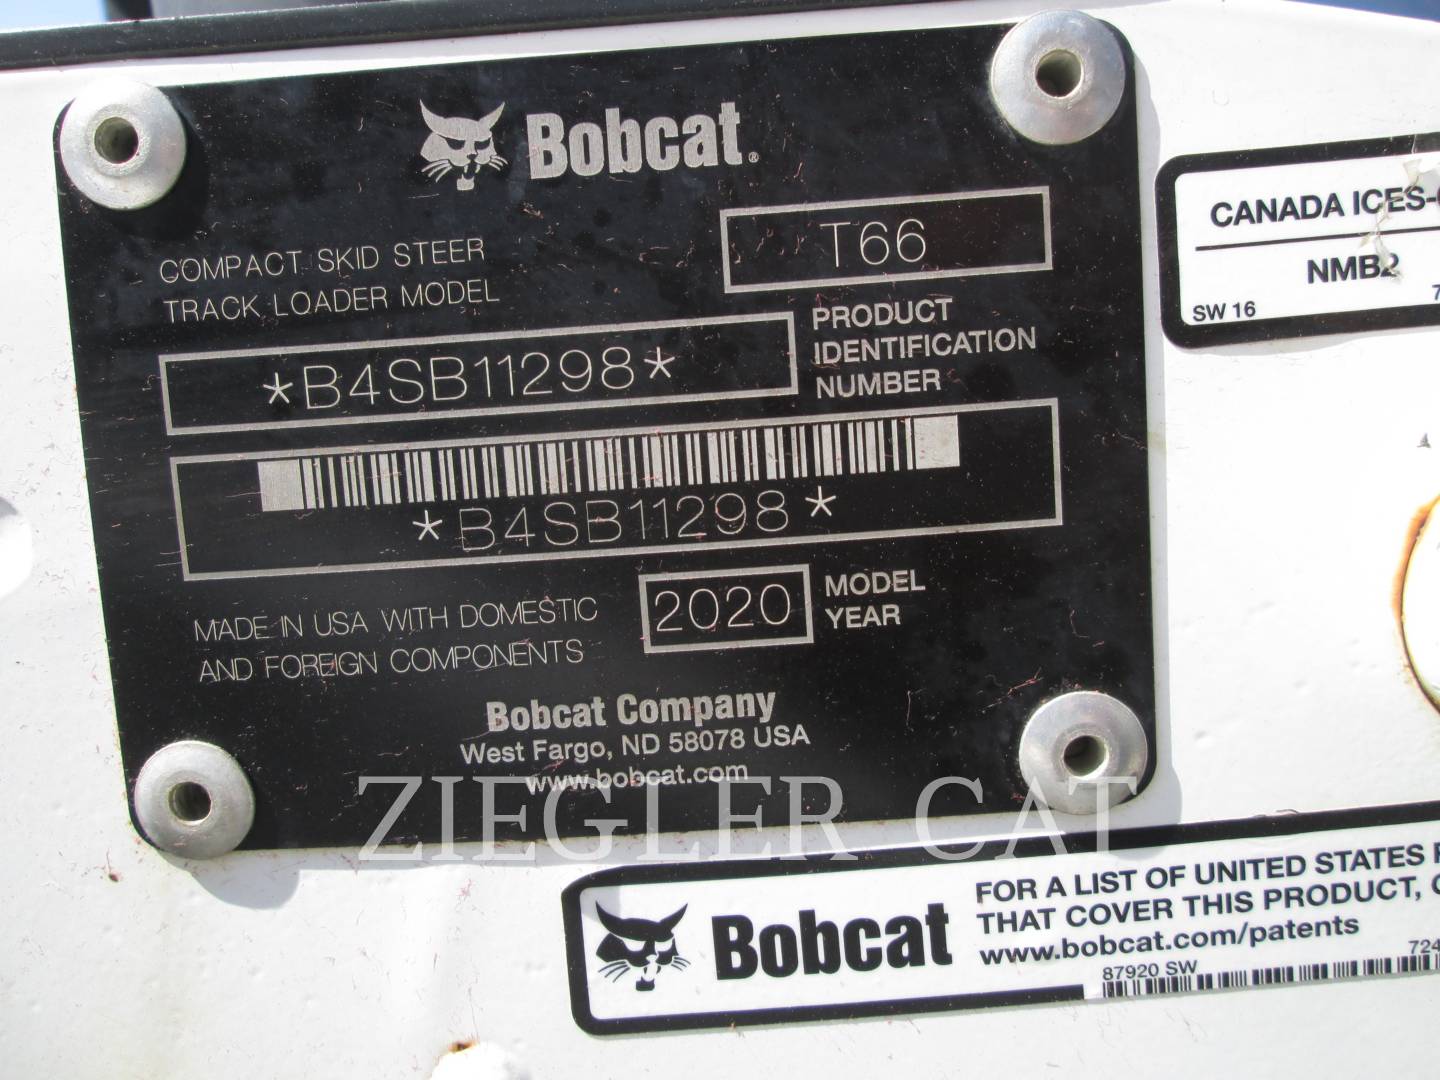 Bobcat®
COMPACT SKID STEER
TRACK LOADER MODEL
T66
*B4SB11298*
PRODUCT
IDENTIFICATION
NUMBER
*B4SB11298*
MADE IN USA WITH DOMESTIC
AND FOREIGN COMPONENTS
2020
MODEL
YEAR
Bobcat Company
West Fargo, ND 58078 USA
www.bobcat.com
ZIEGLER CAT
CANADA ICES-
NMB2
SW 16
7
Bobcat
FOR A LIST OF UNITED STATES
THAT COVER THIS PRODUCT,
www.bobcat.com/patents
87920 SW
724